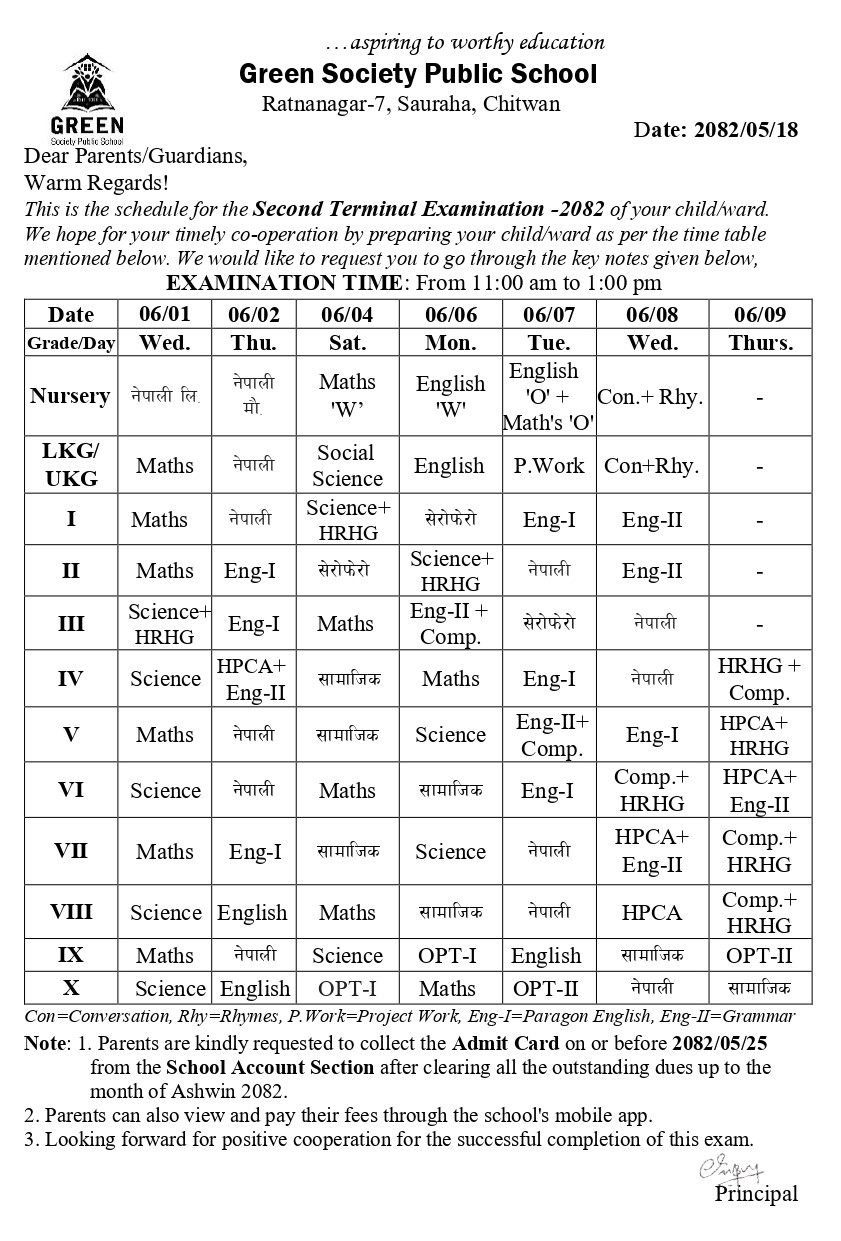 ...aspiring to worthy education
Green Society Public School
Ratnanagar-7, Sauraha, Chitwan
GREEN
Society Public School
Date: 2082/05/18
Dear Parents/Guardians,
Warm Regards!
This is the schedule for the Second Terminal Examination -2082 of your child/ward.
We hope for your timely co-operation by preparing your child/ward as per the time table
mentioned below. We would like to request you to go through the key notes given below,
EXAMINATION TIME: From 11:00 am to 1:00 pm
Date 06/01 06/02 06/04 06/06 06/07 06/08 06/09
Grade/Day Wed. Thu. Sat. Mon. Tue. Wed. Thurs.
Nursery नेपाली लि. नेपाली मौ. Maths 'W’ English 'W' English 'O' + Math's 'O' Con.+ Rhy. -
LKG/ UKG Maths नेपाली Social Science English P.Work Con+Rhy. -
I Maths नेपाली Science+ HRHG सेरोफेरो Eng-I Eng-II -
II Maths Eng-I सेरोफेरो Science+ HRHG नेपाली Eng-II -
III Science+ HRHG Eng-I Maths Eng-II + Comp. सेरोफेरो नेपाली -
IV Science HPCA+ Eng-II सामाजिक Maths Eng-I नेपाली HRHG + Comp.
V Maths नेपाली सामाजिक Science Eng-II+ Comp. Eng-I HPCA+ HRHG
VI Science नेपाली Maths सामाजिक Eng-I Comp.+ HRHG HPCA+ Eng-II
VII Maths Eng-I सामाजिक Science नेपाली HPCA+ Eng-II Comp.+ HRHG
VIII Science English Maths सामाजिक नेपाली HPCA Comp.+ HRHG
IX Maths नेपाली Science OPT-I English सामाजिक OPT-II
X Science English OPT-I Maths OPT-II नेपाली सामाजिक
Con=Conversation, Rhy=Rhymes, P.Work=Project Work, Eng-I=Paragon English, Eng-II=Grammar
Note: 1. Parents are kindly requested to collect the Admit Card on or before 2082/05/25
from the School Account Section after clearing all the outstanding dues up to the
month of Ashwin 2082.
2. Parents can also view and pay their fees through the school's mobile app.
3. Looking forward for positive cooperation for the successful completion of this exam.
Principal